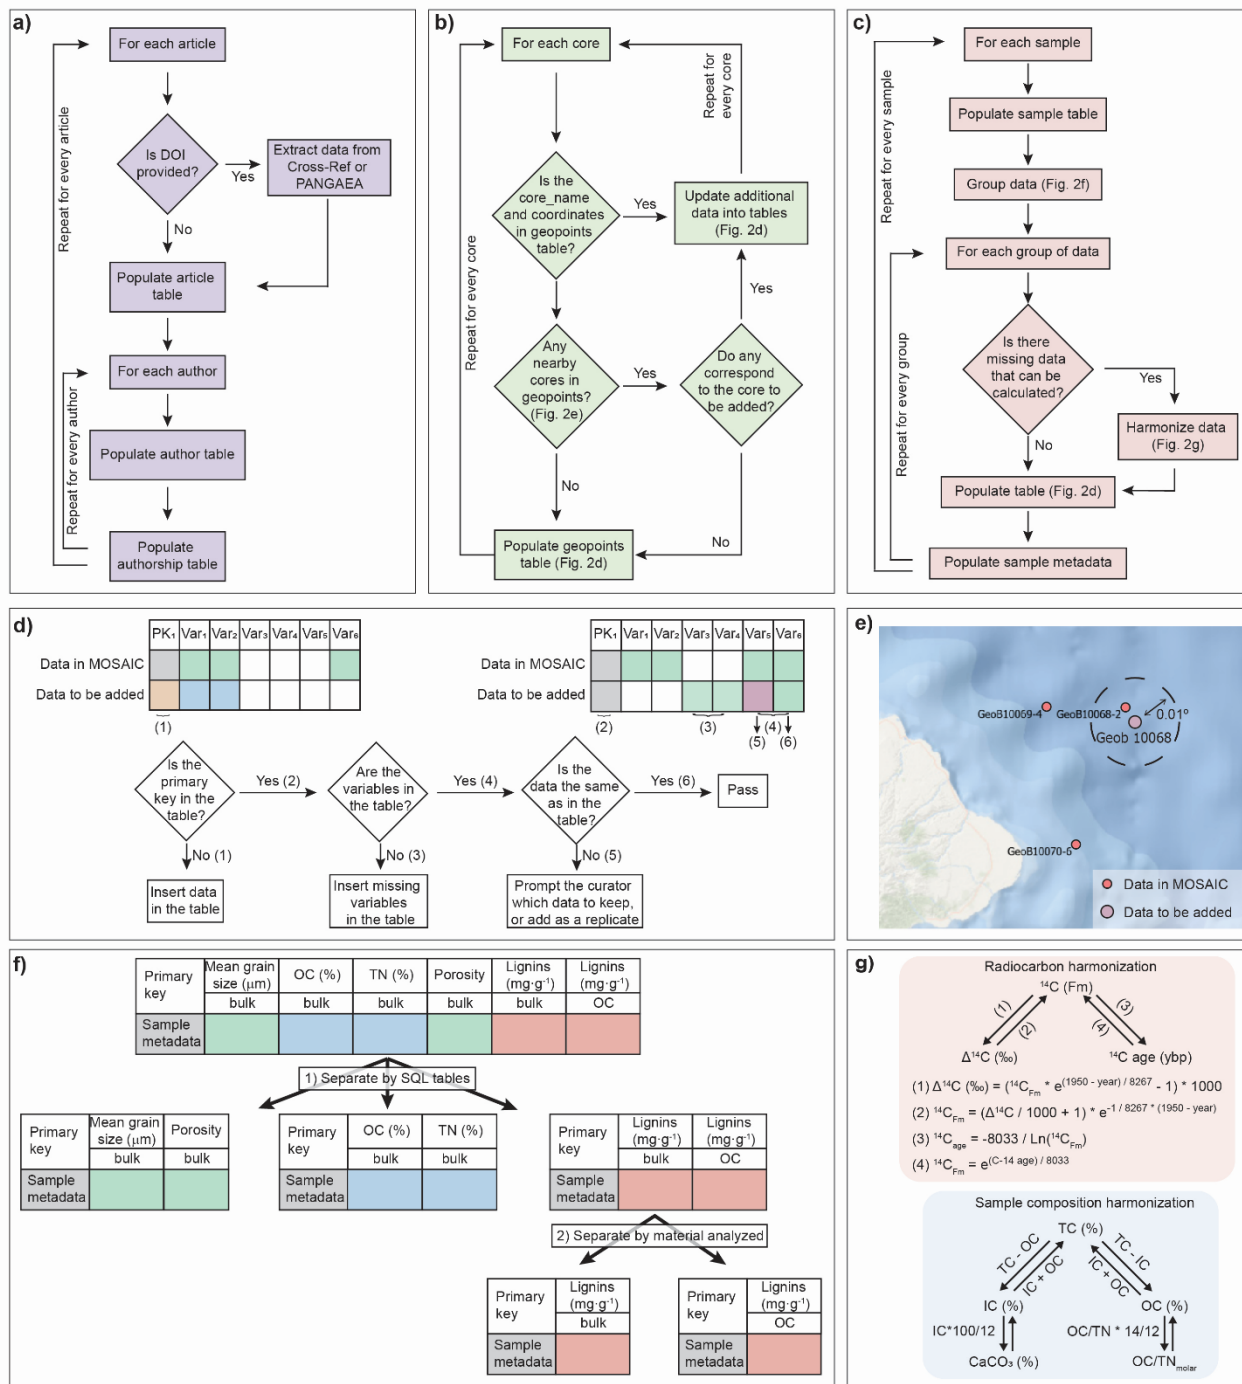 a)
For each article
Repeat for every article
Is DOI
provided?
Yes
Extract data from
Cross-Ref or
PANGAEA
No
Populate article
table
For each author
Repeat for every author
Populate author table
Populate
authorship table
b)
For each core
Repeat for
every core
Repeat for every core
Is the
core_name
and coordinates
in geopoints
table?
Yes
Update additional
data into tables
(Fig. 2d)
Yes
Any
nearby
cores in
geopoints?
(Fig. 2e)
Yes
Do any
correspond
to the core to
be added?
No
No
Populate geopoints
table (Fig. 2d)
c)
For each sample
Repeat for every sample
Populate sample table
Group data (Fig. 2f)
For each group of data
Repeat for every group
Is there
missing data
that can be
calculated?
Yes
Harmonize data
(Fig. 2g)
No
Populate table (Fig. 2d)
Populate sample metadata
d)
PK₁ Var₁ Var₂ Var₃ Var₄ Var₅ Var₆
Data in MOSAIC
Data to be added
(1)
PK₁ Var₁ Var₂ Var₃ Var₄ Var₅ Var₆
Data in MOSAIC
Data to be added
(2) (3) (4)
(5) (6)
Is the
primary
key in the
table?
Yes (2)
Are the
variables in
the table?
Yes (4)
Is the
data the same
as in the
table?
Yes (6)
Pass
No (1)
No (3)
No (5)
Insert data
in the table
Insert missing
variables
in the table
Prompt the curator
which data to keep,
or add as a replicate
e)
GeoB10069-4
GeoB10068-2
0.01°
Geob 10068
GeoB10070-6
Data in MOSAIC
Data to be added
f)
Primary
key
Mean grain
size (μm)
OC (%)
TN (%)
Porosity
Lignins
(mg·g⁻¹)
Lignins
(mg·g⁻¹)
bulk bulk bulk bulk bulk OC
Sample
metadata
1) Separate by SQL tables
Primary
key
Mean grain
size (μm)
Porosity
bulk bulk
Sample
metadata
Primary
key
OC (%)
TN (%)
bulk bulk
Sample
metadata
Primary
key
Lignins
(mg·g⁻¹)
Lignins
(mg·g⁻¹)
bulk OC
Sample
metadata
2) Separate by material analyzed
Primary
key
Lignins
(mg·g⁻¹)
bulk
Sample
metadata
Primary
key
Lignins
(mg·g⁻¹)
OC
Sample
metadata
g)
Radiocarbon harmonization
¹⁴C (Fm)
(1)
(2)
(3)
(4)
Δ¹⁴C (‰)
¹⁴C age (ybp)
(1) Δ¹⁴C (‰) = (¹⁴C_Fm * e^(1950 - year) / 8267 - 1) * 1000
(2) ¹⁴C_Fm = (Δ¹⁴C / 1000 + 1) * e^-1 / 8267 * (1950 - year)
(3) ¹⁴C_age = -8033 / Ln(¹⁴C_Fm)
(4) ¹⁴C_Fm = e^(C-14 age) / 8033
Sample composition harmonization
TC (%)
TC - OC
IC + OC
TC - IC
IC + OC
IC (%)
OC (%)
IC*100/12
OC/TN * 14/12
CaCO₃ (%)
OC/TN_molar